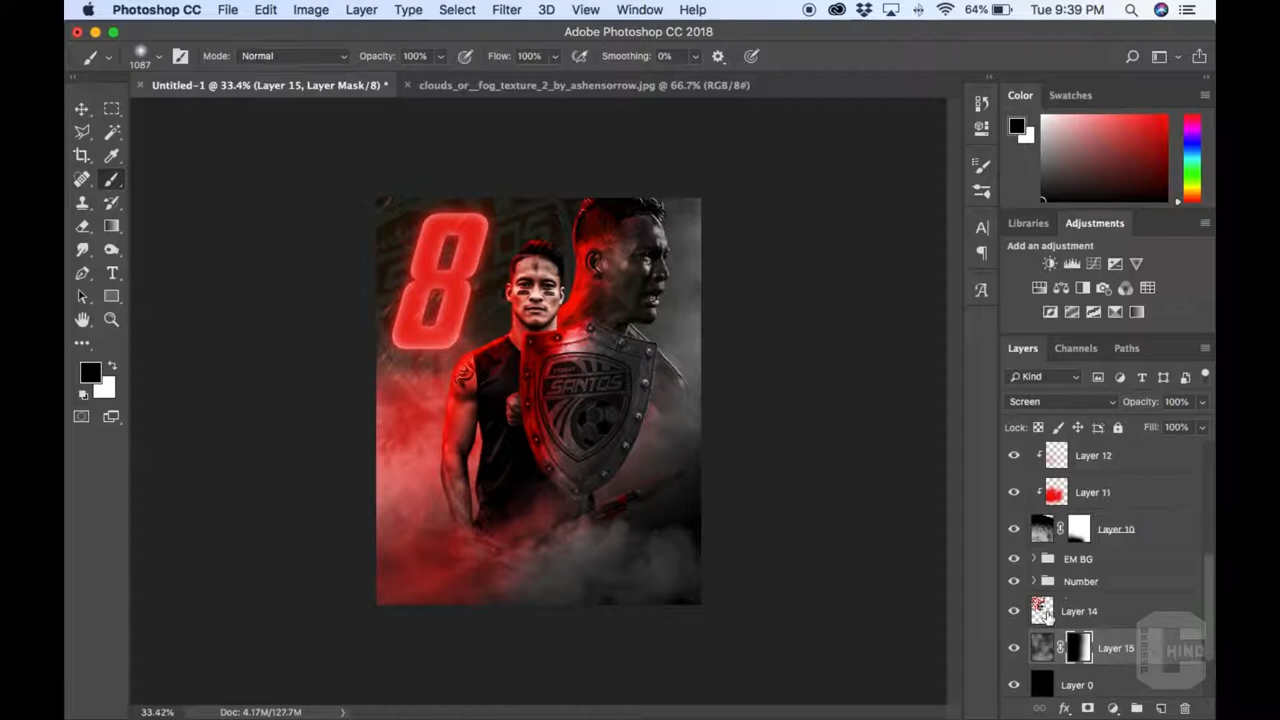 Photoshop CC File Edit Image Layer Type Select Filter 3D View Window Help 64% Tue 9:39 PM
Adobe Photoshop CC 2018
1087 Mode: Normal Opacity: 100% Flow: 100% Smoothing: 0%
Untitled-1 @ 33.4% (Layer 15, Layer Mask/8) * clouds_or__fog_texture_2_by_ashensorrow.jpg @ 66.7% (RGB/8#)
Color Swatches
Libraries Adjustments
Add an adjustment
8
SANTOS
Layers Channels Paths
Kind
Screen Opacity: 100%
Lock: Fill: 100%
Layer 12
Layer 11
Layer 10
EM BG
Number
Layer 14
Layer 15
Layer 0
DESIGNS
HIND
33.42% Doc: 4.17M/127.7M